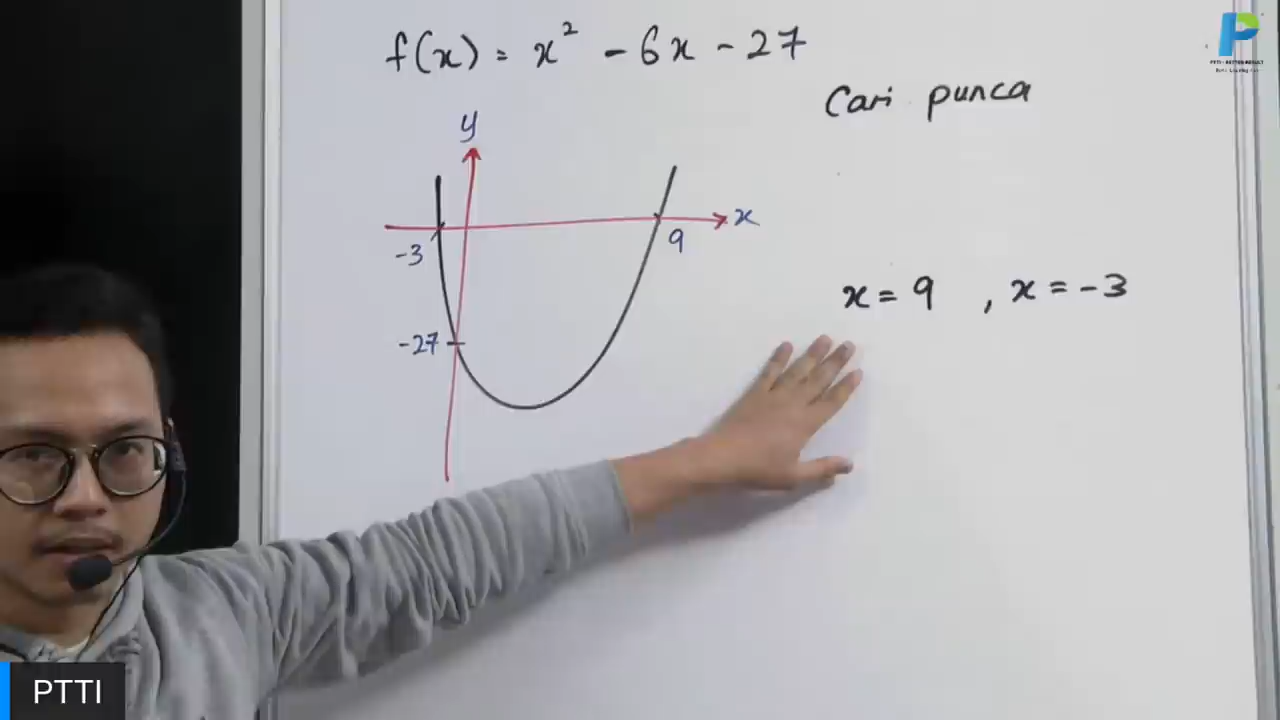 f(x) = x² - 6x - 27
Cari punca
y
x
-3
9
-27
x = 9 , x = -3
PTTI